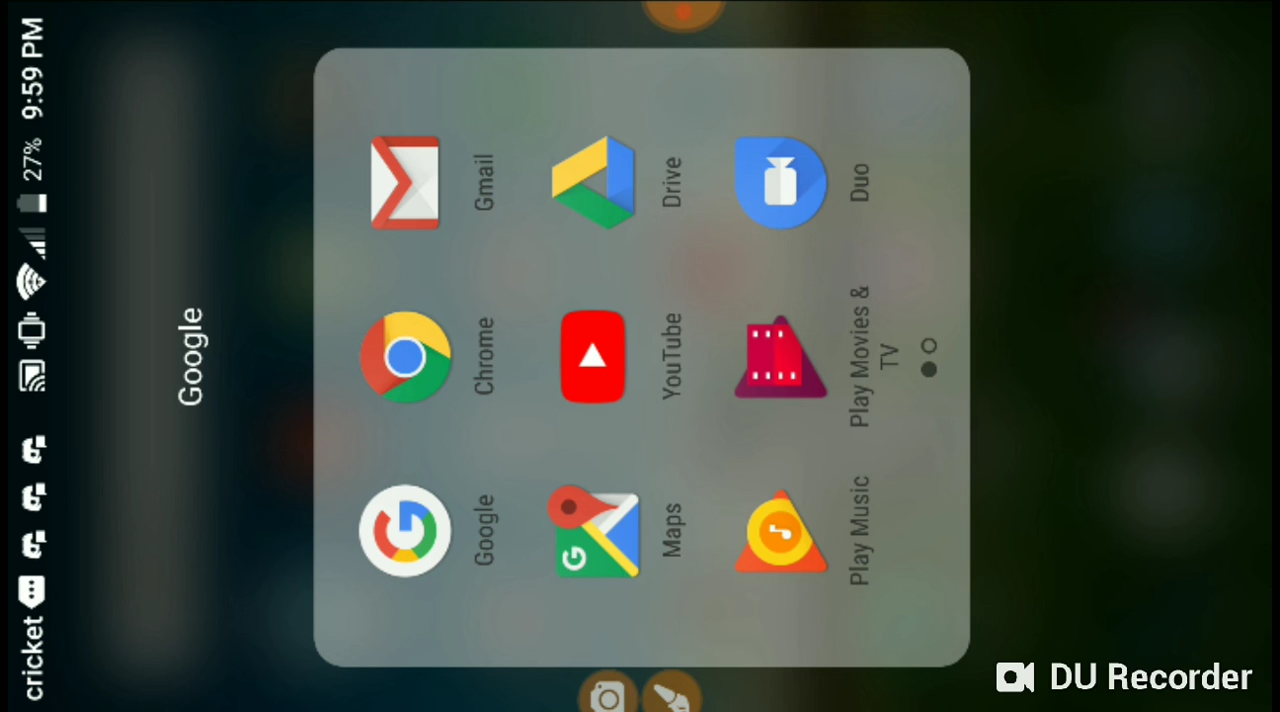 cricket 27% 9:59 PM
Google
Google Chrome Gmail
Maps YouTube Drive
Play Music Play Movies & Duo
TV
DU Recorder